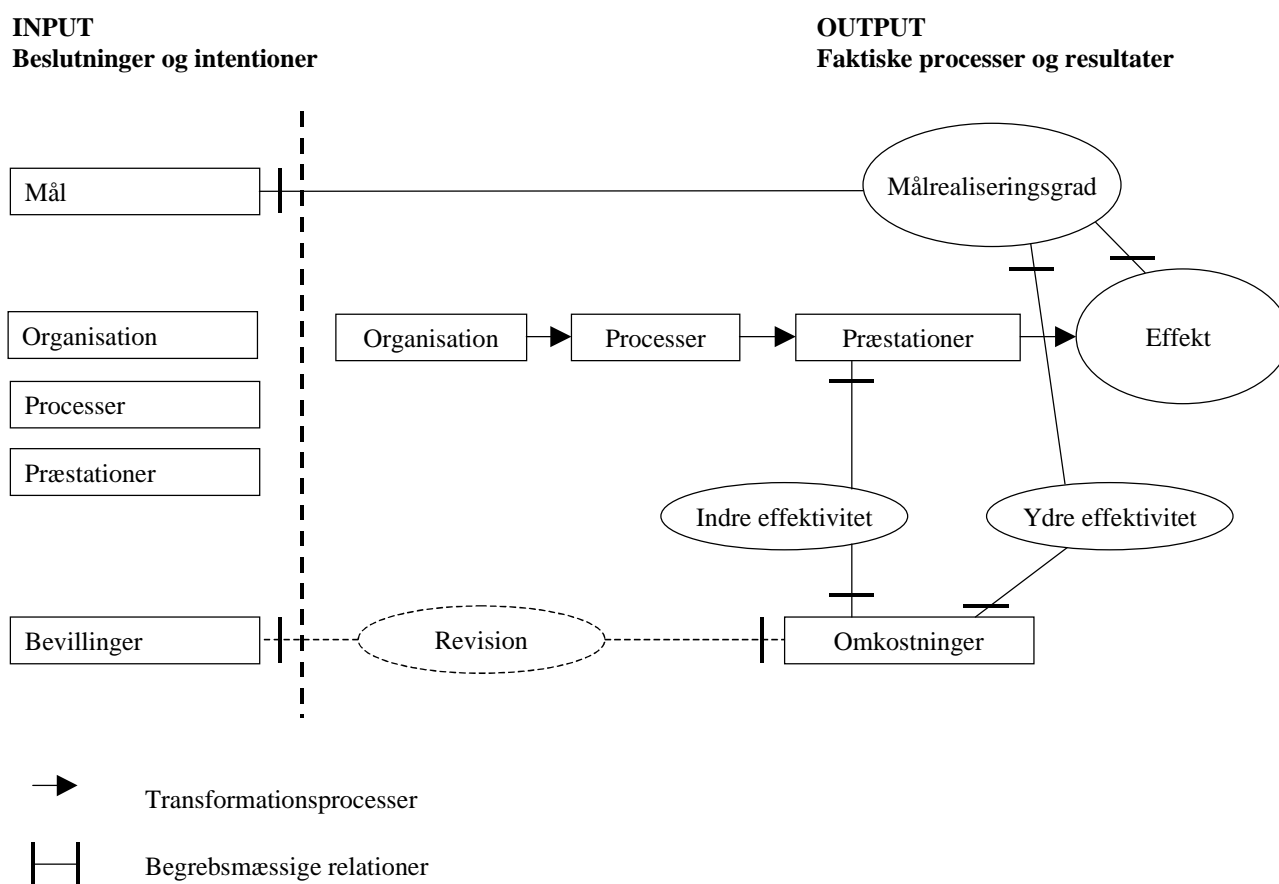 INPUT
Beslutninger og intentioner
OUTPUT
Faktiske processer og resultater
Mål
Målrealiseringsgrad
Organisation
Organisation
Processer
Præstationer
Effekt
Processer
Præstationer
Indre effektivitet
Ydre effektivitet
Bevillinger
Revision
Omkostninger
Transformationsprocesser
Begrebsmæssige relationer